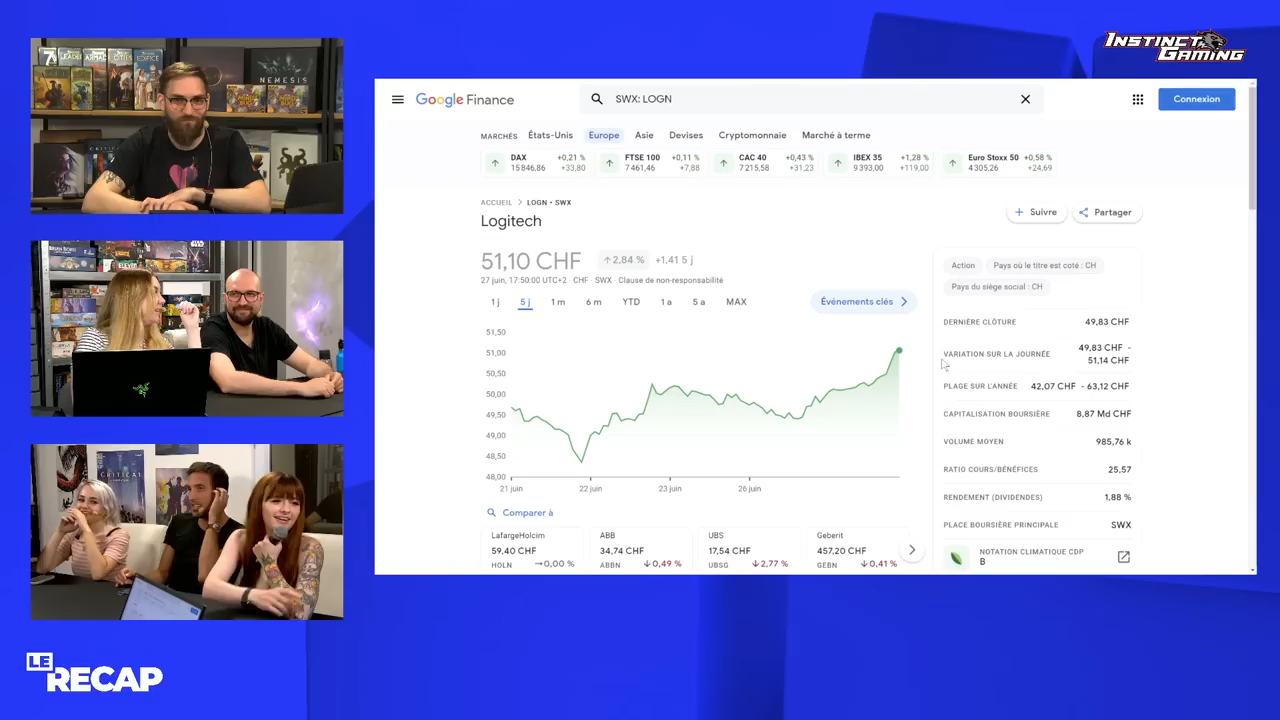 INSTINCT
GAMING
7
LEADERS
CITIES
EDIFICE
NEMESIS
ELEVEN
CRITICAL
LE
RECAP
Google Finance
SWX: LOGN
Connexion
MARCHÉS États-Unis Europe Asie Devises Cryptomonnaie Marché à terme
DAX +0,21 % FTSE 100 +0,11 % CAC 40 +0,43 % IBEX 35 +1,28 % Euro Stoxx 50 +0,58 %
15 846,86 +33,80 7 461,46 +7,88 7 215,58 +31,23 9 393,00 +119,00 4 305,26 +24,69
ACCUEIL > LOGN • SWX
Logitech
+ Suivre Partager
51,10 CHF ↑2,84 % +1,41 5 j
27 juin, 17:50:00 UTC+2 · CHF · SWX · Clause de non-responsabilité
1 j 5 j 1 m 6 m YTD 1 a 5 a MAX Événements clés
51,50
51,00
50,50
50,00
49,50
49,00
48,50
48,00
21 juin 22 juin 23 juin 26 juin
Comparer à
LafargeHolcim ABB UBS Geberit
59,40 CHF 34,74 CHF 17,54 CHF 457,20 CHF
HOLN →0,00 % ABBN ↓0,49 % UBSG ↓2,77 % GEBN ↓0,41 %
Action Pays où le titre est coté : CH
Pays du siège social : CH
DERNIÈRE CLÔTURE 49,83 CHF
VARIATION SUR LA JOURNÉE 49,83 CHF -
51,14 CHF
PLAGE SUR L'ANNÉE 42,07 CHF - 63,12 CHF
CAPITALISATION BOURSIÈRE 8,87 Md CHF
VOLUME MOYEN 985,76 k
RATIO COURS/BÉNÉFICES 25,57
RENDEMENT (DIVIDENDES) 1,88 %
PLACE BOURSIÈRE PRINCIPALE SWX
NOTATION CLIMATIQUE CDP
B